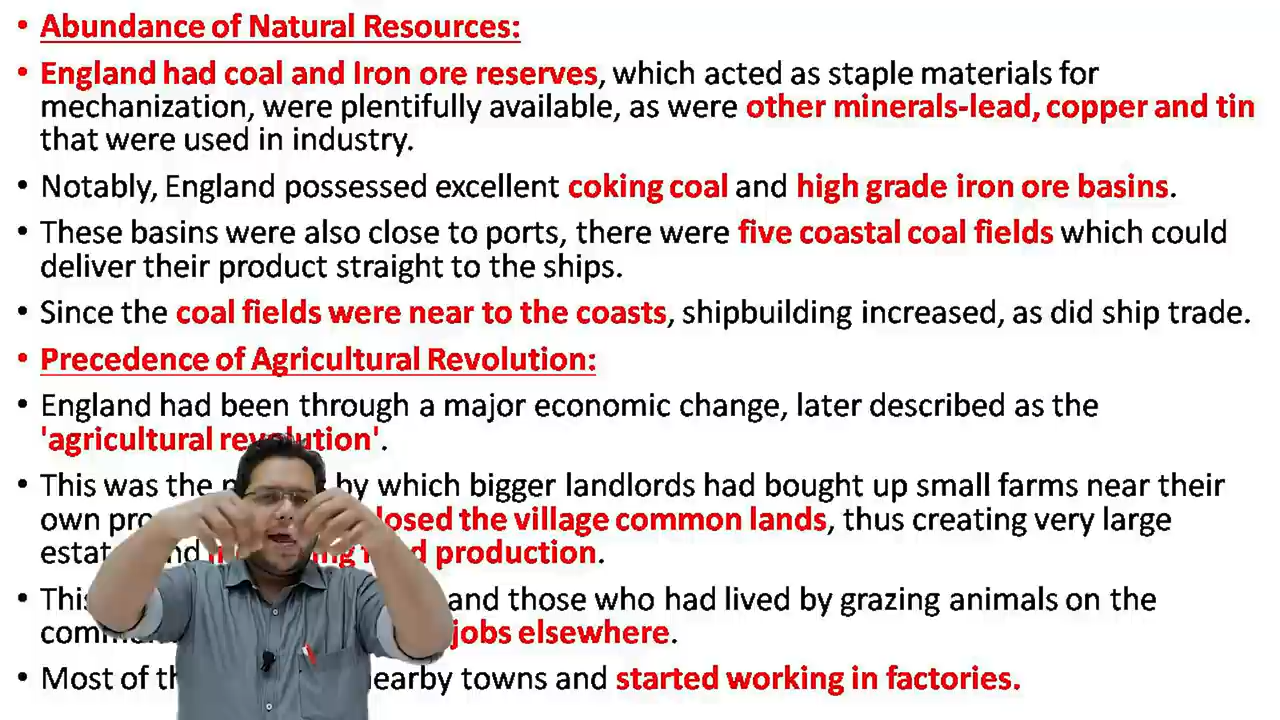 • Abundance of Natural Resources:
• England had coal and Iron ore reserves, which acted as staple materials for
mechanization, were plentifully available, as were other minerals-lead, copper and tin
that were used in industry.
• Notably, England possessed excellent coking coal and high grade iron ore basins.
• These basins were also close to ports, there were five coastal coal fields which could
deliver their product straight to the ships.
• Since the coal fields were near to the coasts, shipbuilding increased, as did ship trade.
• Precedence of Agricultural Revolution:
• England had been through a major economic change, later described as the
'agricultural revolution'.
• This was the by which bigger landlords had bought up small farms near their
own the village common lands, thus creating very large
production.
• and those who had lived by grazing animals on the
jobs elsewhere.
• Most of nearby towns and started working in factories.